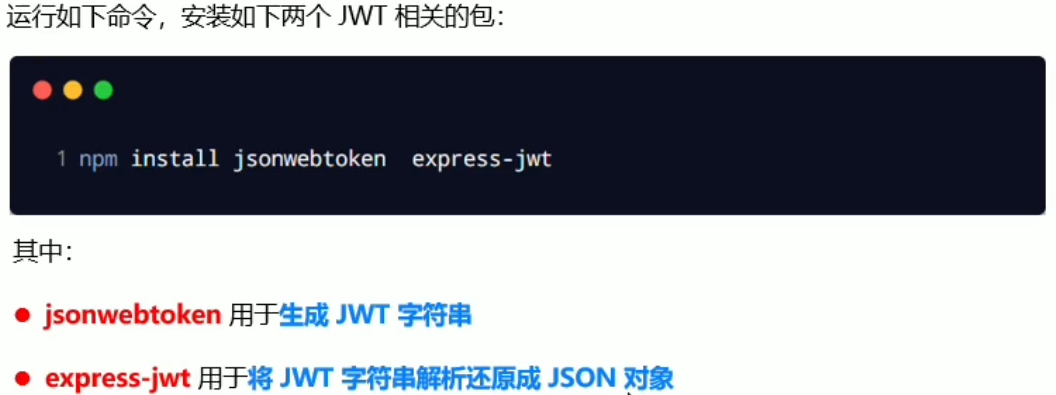 运行如下命令，安装如下两个 JWT 相关的包：
1 npm install jsonwebtoken  express-jwt
其中：
● jsonwebtoken 用于生成 JWT 字符串
● express-jwt 用于将 JWT 字符串解析还原成 JSON 对象